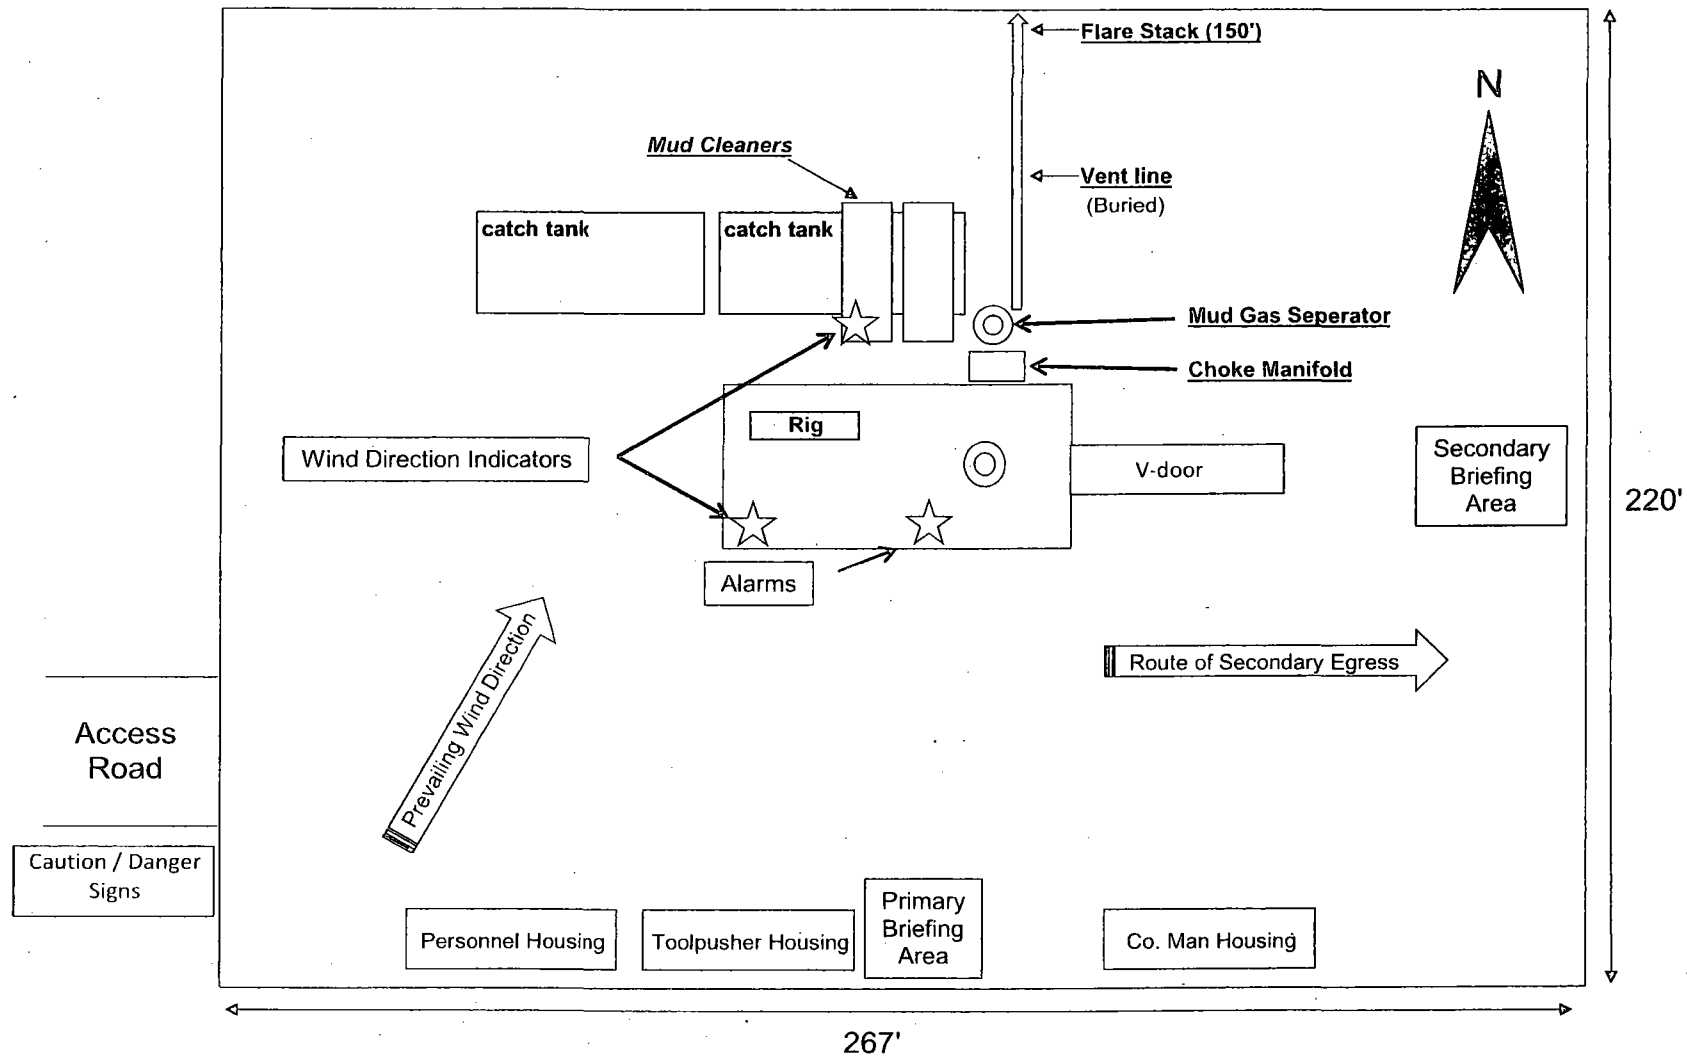 Flare Stack (150')
N
Mud Cleaners
Vent line
(Buried)
catch tank
catch tank
Mud Gas Seperator
Choke Manifold
Rig
Wind Direction Indicators
V-door
Secondary
Briefing
Area
220'
Alarms
Prevailing Wind Direction
Route of Secondary Egress
Access
Road
Caution / Danger
Signs
Personnel Housing
Toolpusher Housing
Primary
Briefing
Area
Co. Man Housing
267'